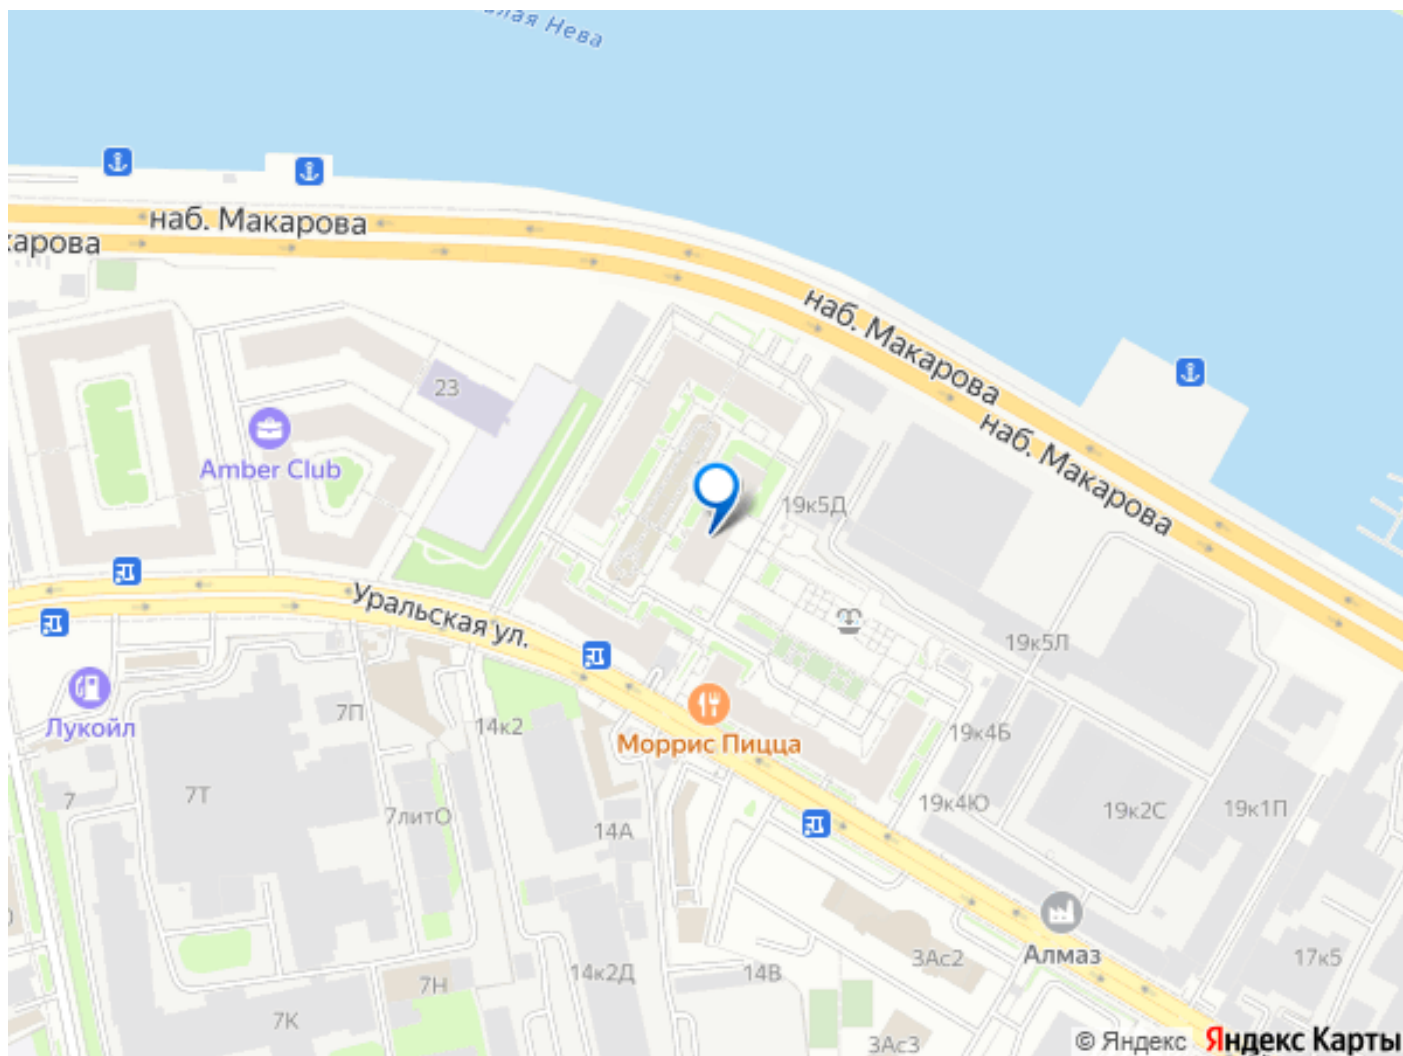 Нева
наб. Макарова
наб. Макарова
23
Amber Club
19к5Д
наб. Макарова
Уральская ул.
19к5Л
Лукойл
7П
14к2
Моррис Пицца
19к4Б
7
7Т
7литО
14А
19к4Ю
19к2С
19к1П
3Ас2
Алмаз
17к5
7Н
14к2Д
14В
7К
3Ас3
© Яндекс
Яндекс Карты